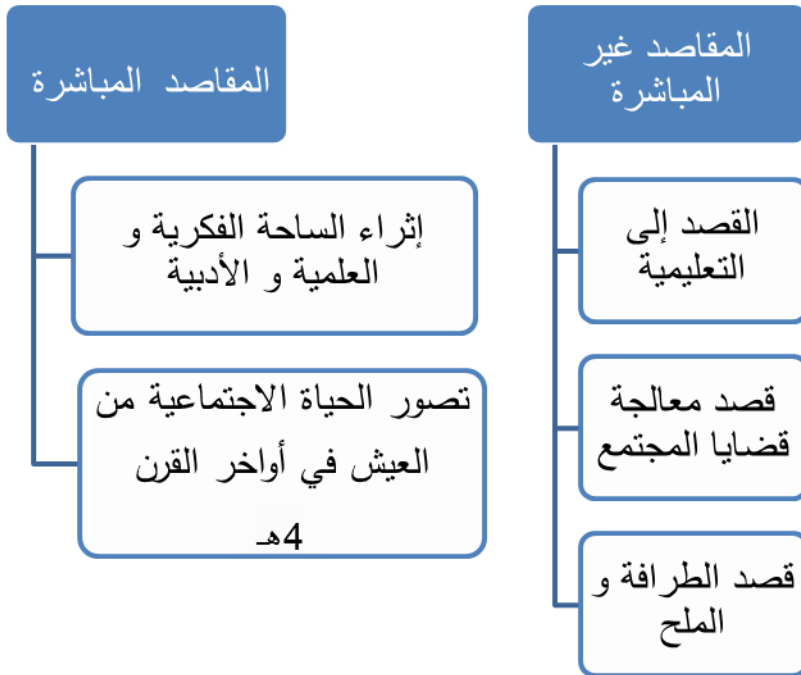 المقاصد غير
المباشرة
القصد إلى
التعليمية
قصد معالجة
قضايا المجتمع
قصد الطرافة و
الملح
المقاصد المباشرة
إثراء الساحة الفكرية و
العلمية و الأدبية
تصور الحياة الاجتماعية من
العيش في أواخر القرن
4هـ